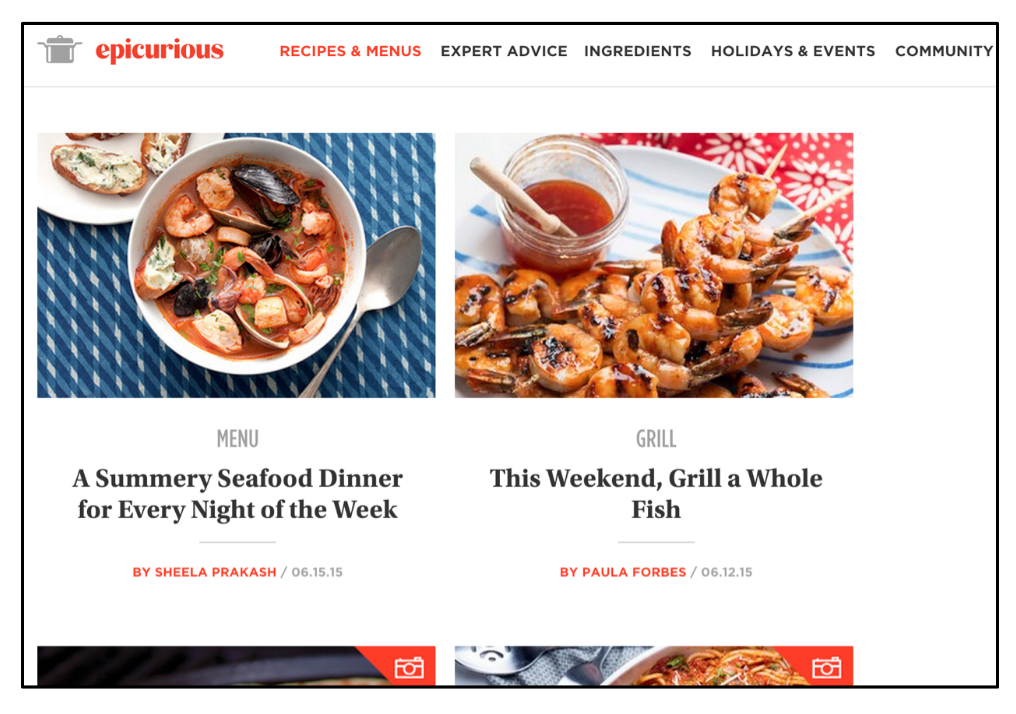 epicurious
RECIPES & MENUS EXPERT ADVICE INGREDIENTS HOLIDAYS & EVENTS COMMUNITY
MENU
A Summery Seafood Dinner
for Every Night of the Week
BY SHEELA PRAKASH / 06.15.15
GRILL
This Weekend, Grill a Whole
Fish
BY PAULA FORBES / 06.12.15